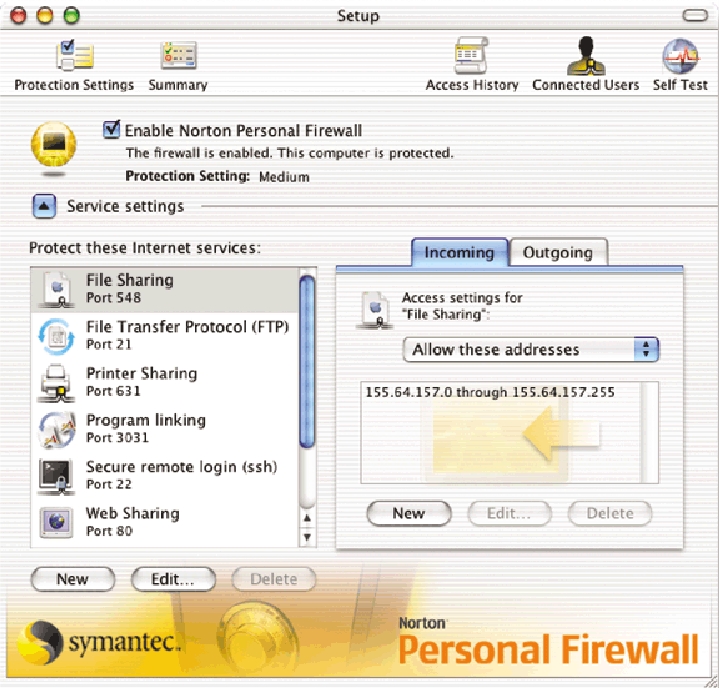 Setup
Protection Settings
Summary
Access History
Connected Users
Self Test
Enable Norton Personal Firewall
The firewall is enabled. This computer is protected.
Protection Setting: Medium
Service settings
Protect these Internet services:
File Sharing
Port 548
File Transfer Protocol (FTP)
Port 21
Printer Sharing
Port 631
Program linking
Port 3031
Secure remote login (ssh)
Port 22
Web Sharing
Port 80
New
Edit...
Delete
Incoming
Outgoing
Access settings for
"File Sharing":
Allow these addresses
155.64.157.0 through 155.64.157.255
New
Edit...
Delete
symantec.
Norton
Personal Firewall